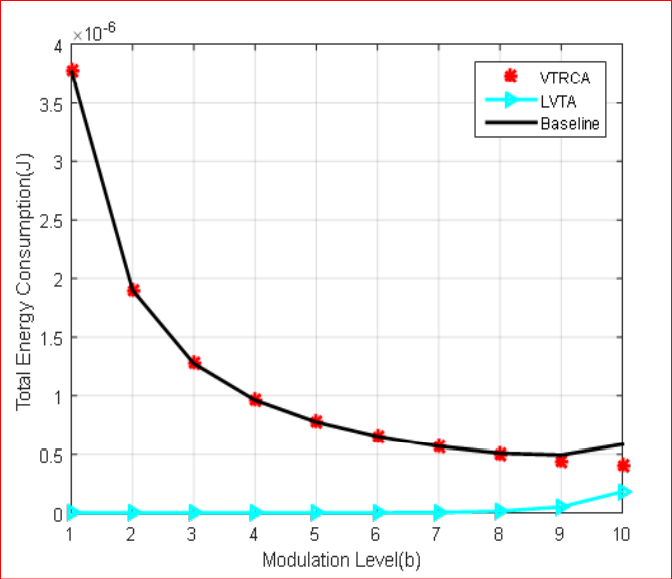 ×10-6
4
3.5
3
2.5
2
1.5
1
0.5
0
Total Energy Consumption(J)
VTRCA
LVTA
Baseline
1 2 3 4 5 6 7 8 9 10
Modulation Level(b)